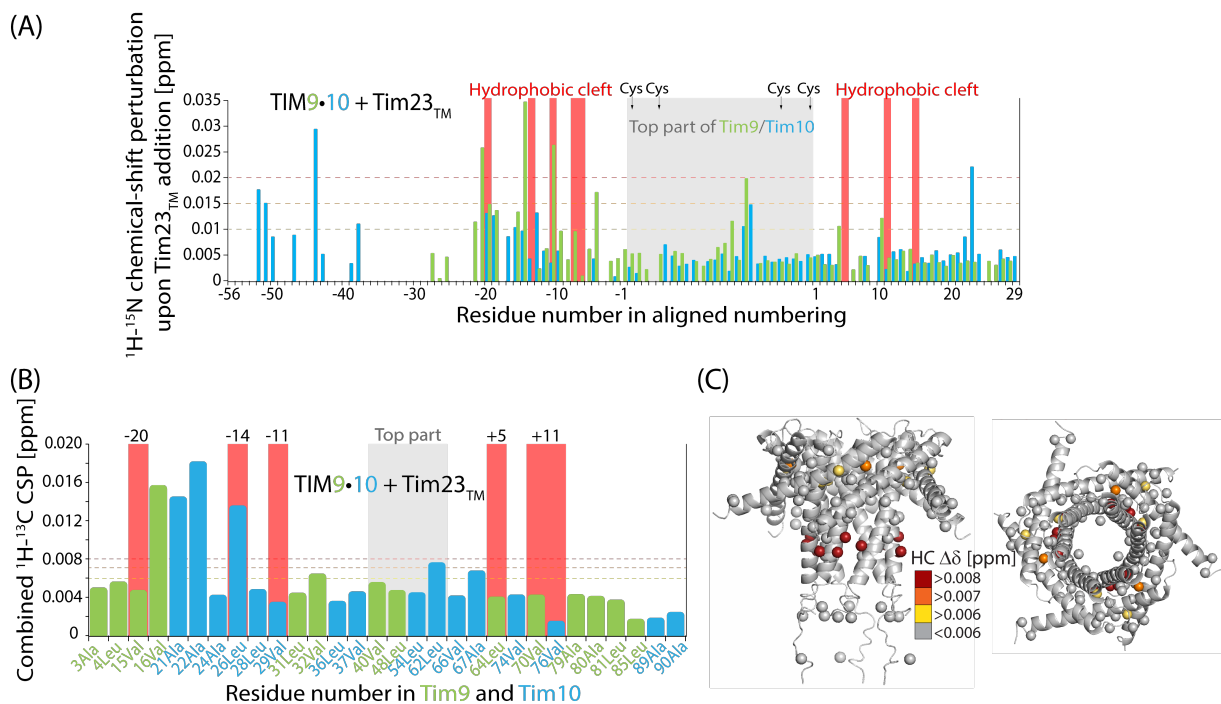 (A)
¹H-¹⁵N chemical-shift perturbation
upon Tim23TM addition [ppm]
TIM9•10 + Tim23TM
Hydrophobic cleft
Cys Cys
Cys Cys
Hydrophobic cleft
Top part of Tim9/Tim10
0.035
0.03
0.025
0.02
0.015
0.01
0.005
0
-56 -50 -40 -30 -20 -10 -1 1 10 20 29
Residue number in aligned numbering
(B)
Combined ¹H-¹³C CSP [ppm]
-20 -14 -11 Top part +5 +11
TIM9•10 + Tim23TM
0.020
0.016
0.012
0.008
0.004
0
3Ala 4Leu 15Val 16Val 21Ala 22Ala 24Ala 26Leu 28Leu 29Val 31Leu 32Val 36Leu 37Val 40Val 48Leu 54Leu 62Leu 66Val 67Ala 64Leu 74Val 70Val 76Val 79Ala 80Ala 81Leu 85Leu 89Ala 90Ala
Residue number in Tim9 and Tim10
(C)
HC Δδ [ppm]
>0.008
>0.007
>0.006
<0.006